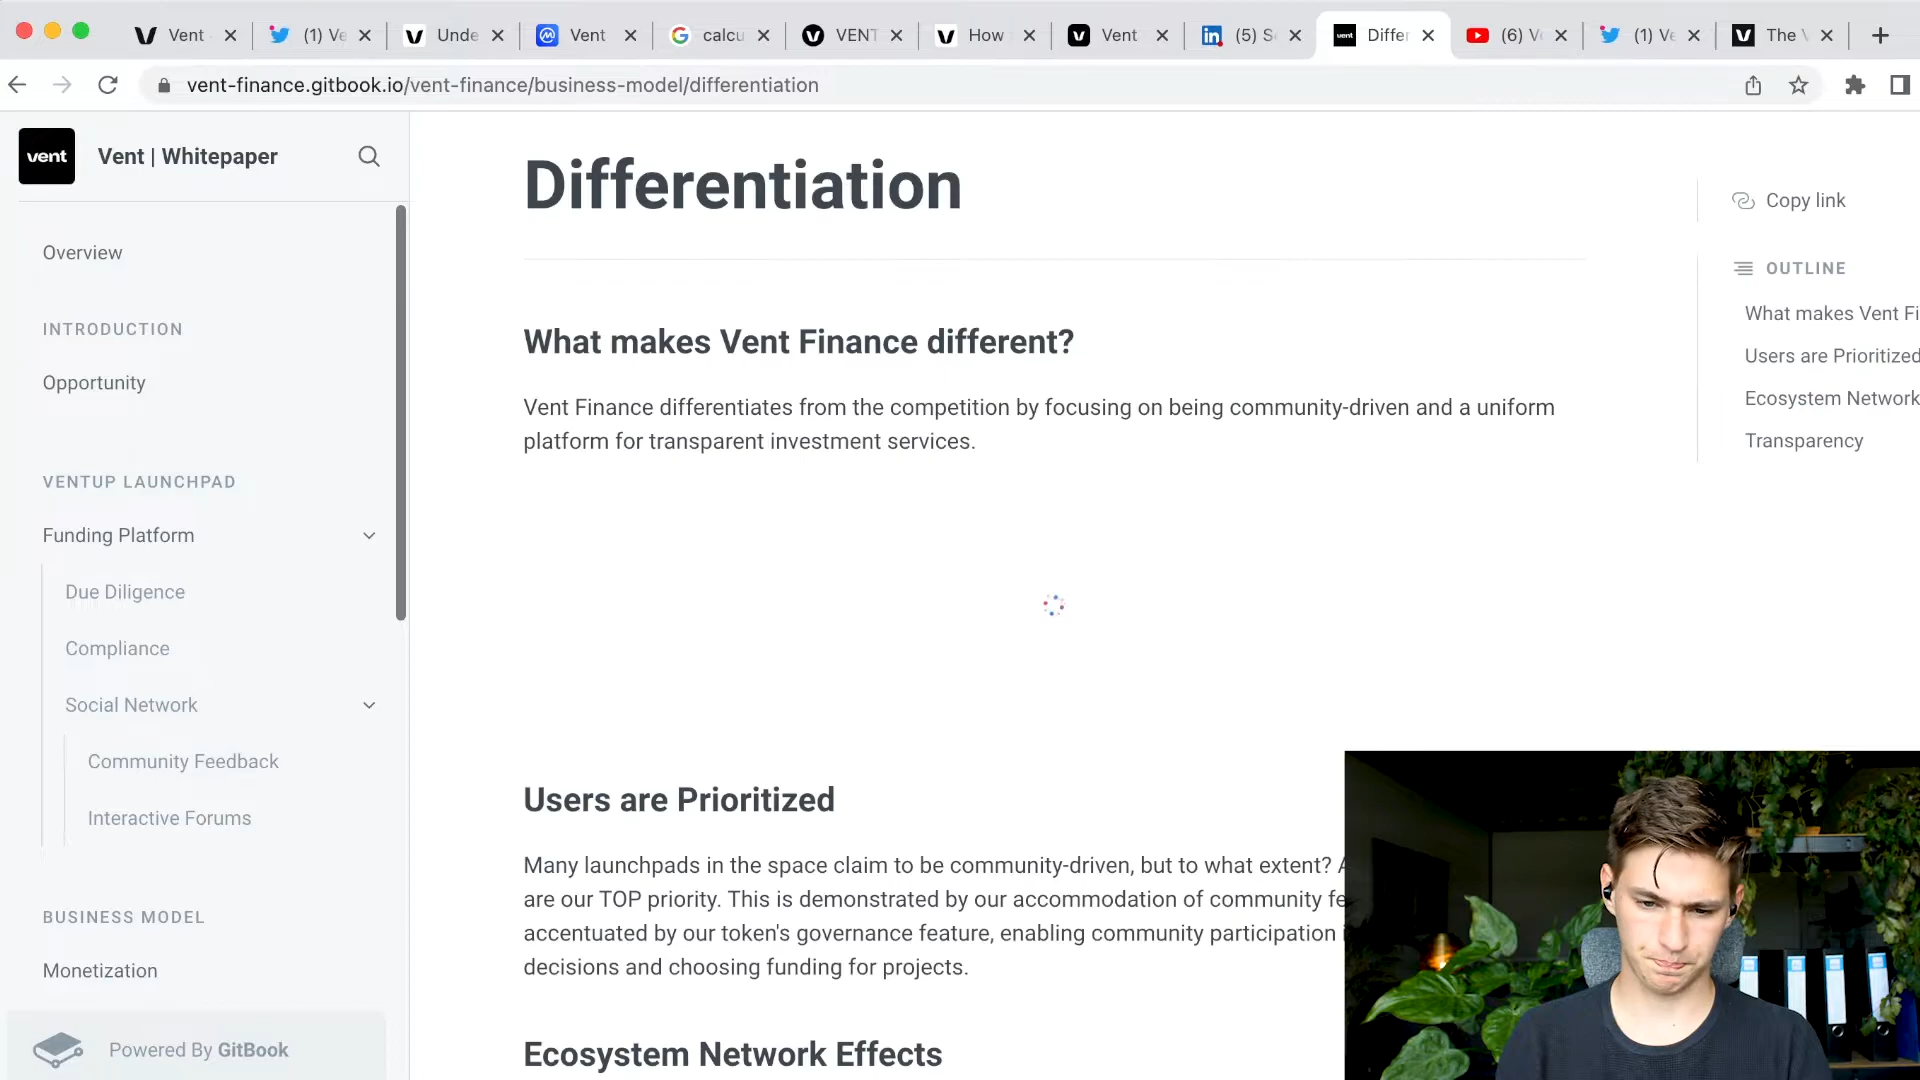 Vent
(1) Ve
Unde
Vent
calcu
VENT
How
Vent
(5) S
Differ
(6) V
(1) Ve
The V
vent-finance.gitbook.io/vent-finance/business-model/differentiation
vent
Vent | Whitepaper
Overview
INTRODUCTION
Opportunity
VENTUP LAUNCHPAD
Funding Platform
Due Diligence
Compliance
Social Network
Community Feedback
Interactive Forums
BUSINESS MODEL
Monetization
Powered By GitBook
Differentiation
What makes Vent Finance different?
Vent Finance differentiates from the competition by focusing on being community-driven and a uniform
platform for transparent investment services.
Users are Prioritized
Many launchpads in the space claim to be community-driven, but to what extent?
are our TOP priority. This is demonstrated by our accommodation of community fe
accentuated by our token's governance feature, enabling community participation
decisions and choosing funding for projects.
Ecosystem Network Effects
Copy link
OUTLINE
What makes Vent Fi
Users are Prioritized
Ecosystem Network
Transparency